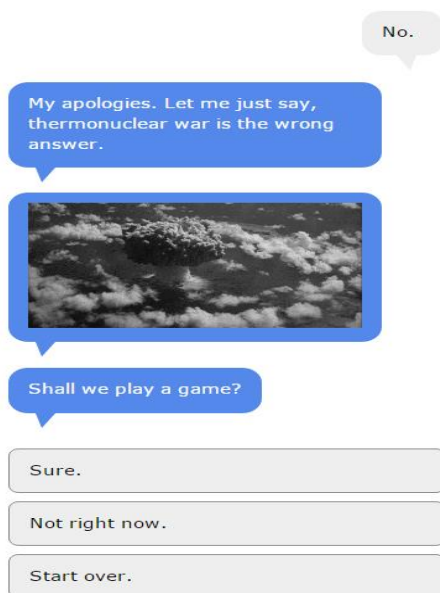 No.
My apologies. Let me just say,
thermonuclear war is the wrong
answer.
Shall we play a game?
Sure.
Not right now.
Start over.